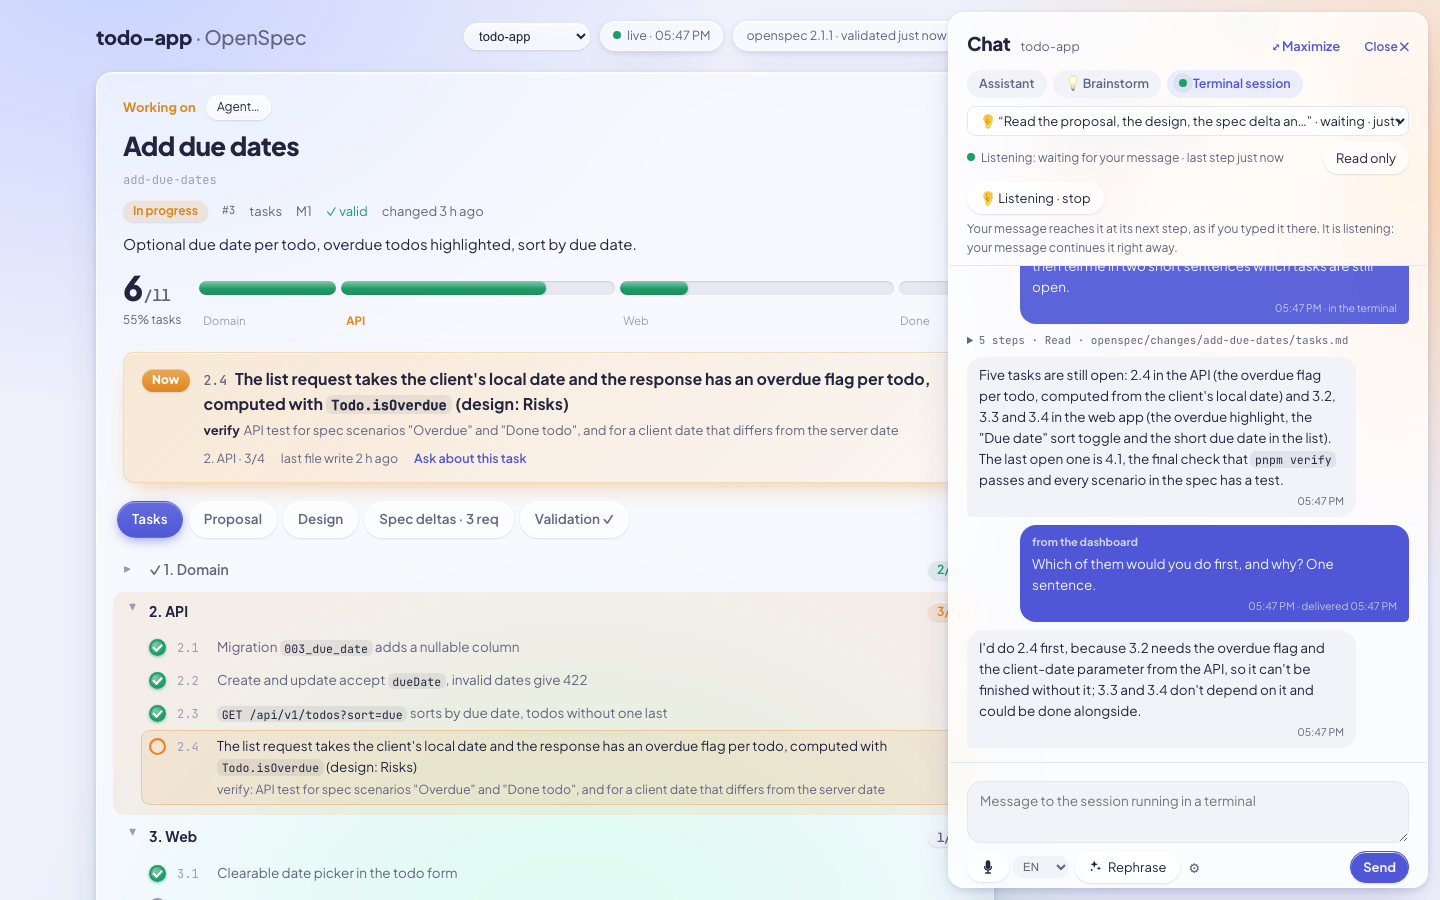 todo-app · OpenSpec
todo-app
live · 05:47 PM
openspec 2.1.1 · validated just now
Working on
Agent…
Add due dates
add-due-dates
In progress
#3
tasks
M1
✓ valid
changed 3 h ago
Optional due date per todo, overdue todos highlighted, sort by due date.
6/11
55% tasks
Domain
API
Web
Done
Now
2.4 The list request takes the client's local date and the response has an overdue flag per todo,
computed with Todo.isOverdue (design: Risks)
verify API test for spec scenarios "Overdue" and "Done todo", and for a client date that differs from the server date
2. API · 3/4
last file write 2 h ago
Ask about this task
Tasks
Proposal
Design
Spec deltas · 3 req
Validation ✓
✓ 1. Domain
2/
2. API
3/
2.1 Migration 003_due_date adds a nullable column
2.2 Create and update accept dueDate, invalid dates give 422
2.3 GET /api/v1/todos?sort=due sorts by due date, todos without one last
2.4 The list request takes the client's local date and the response has an overdue flag per todo, computed with
Todo.isOverdue (design: Risks)
verify: API test for spec scenarios "Overdue" and "Done todo", and for a client date that differs from the server date
3. Web
1/
3.1 Clearable date picker in the todo form
Chat todo-app
Maximize
Close ✕
Assistant
💡 Brainstorm
Terminal session
👂 “Read the proposal, the design, the spec delta an…” · waiting · just
Listening: waiting for your message · last step just now
Read only
👂 Listening · stop
Your message reaches it at its next step, as if you typed it there. It is listening:
your message continues it right away.
then tell me in two short sentences which tasks are still
open.
05:47 PM · in the terminal
5 steps · Read · openspec/changes/add-due-dates/tasks.md
Five tasks are still open: 2.4 in the API (the overdue flag
per todo, computed from the client's local date) and 3.2,
3.3 and 3.4 in the web app (the overdue highlight, the
"Due date" sort toggle and the short due date in the list).
The last open one is 4.1, the final check that pnpm verify
passes and every scenario in the spec has a test.
05:47 PM
from the dashboard
Which of them would you do first, and why? One
sentence.
05:47 PM · delivered 05:47 PM
I'd do 2.4 first, because 3.2 needs the overdue flag and
the client-date parameter from the API, so it can't be
finished without it; 3.3 and 3.4 don't depend on it and
could be done alongside.
05:47 PM
Message to the session running in a terminal
EN
Rephrase
Send